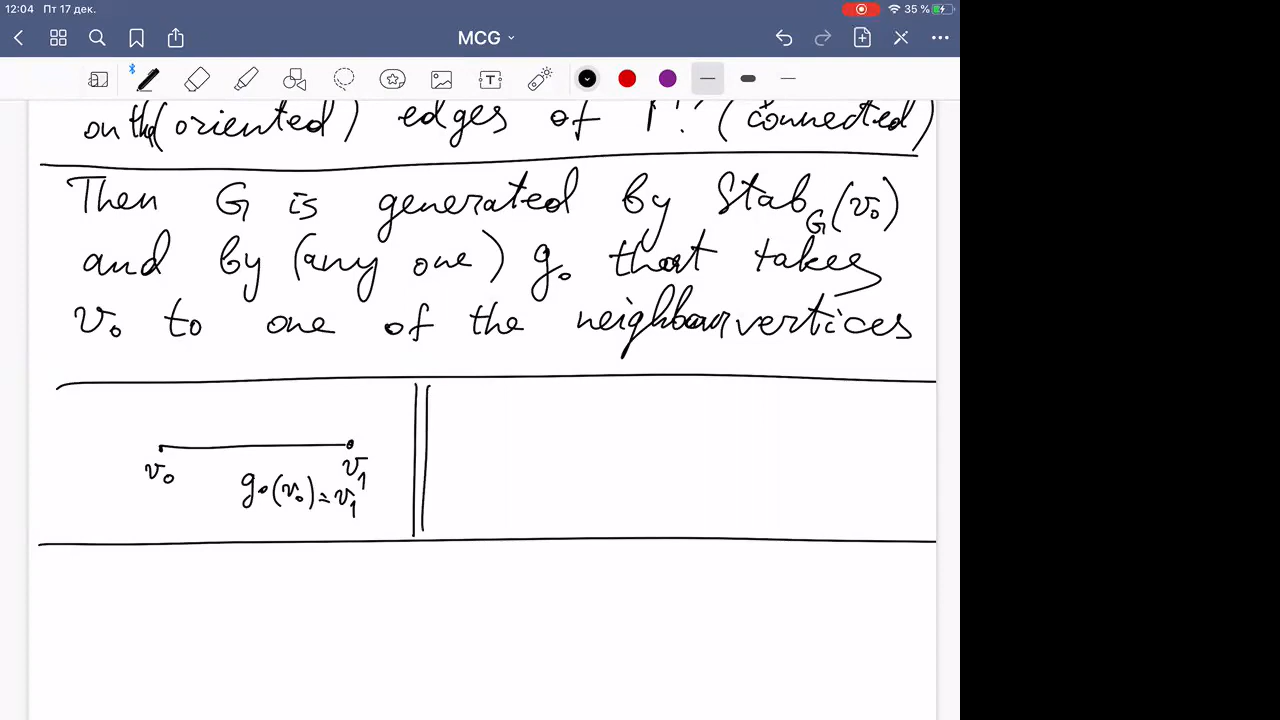 12:04 Пт 17 дек. 35 %
MCG
on the (oriented) edges of Γ? (connected)
Then G is generated by Stab_G(v₀)
and by (any one) g₀ that takes
v₀ to one of the neighbour vertices
v₀ v₁
g₀(v₀)=v₁